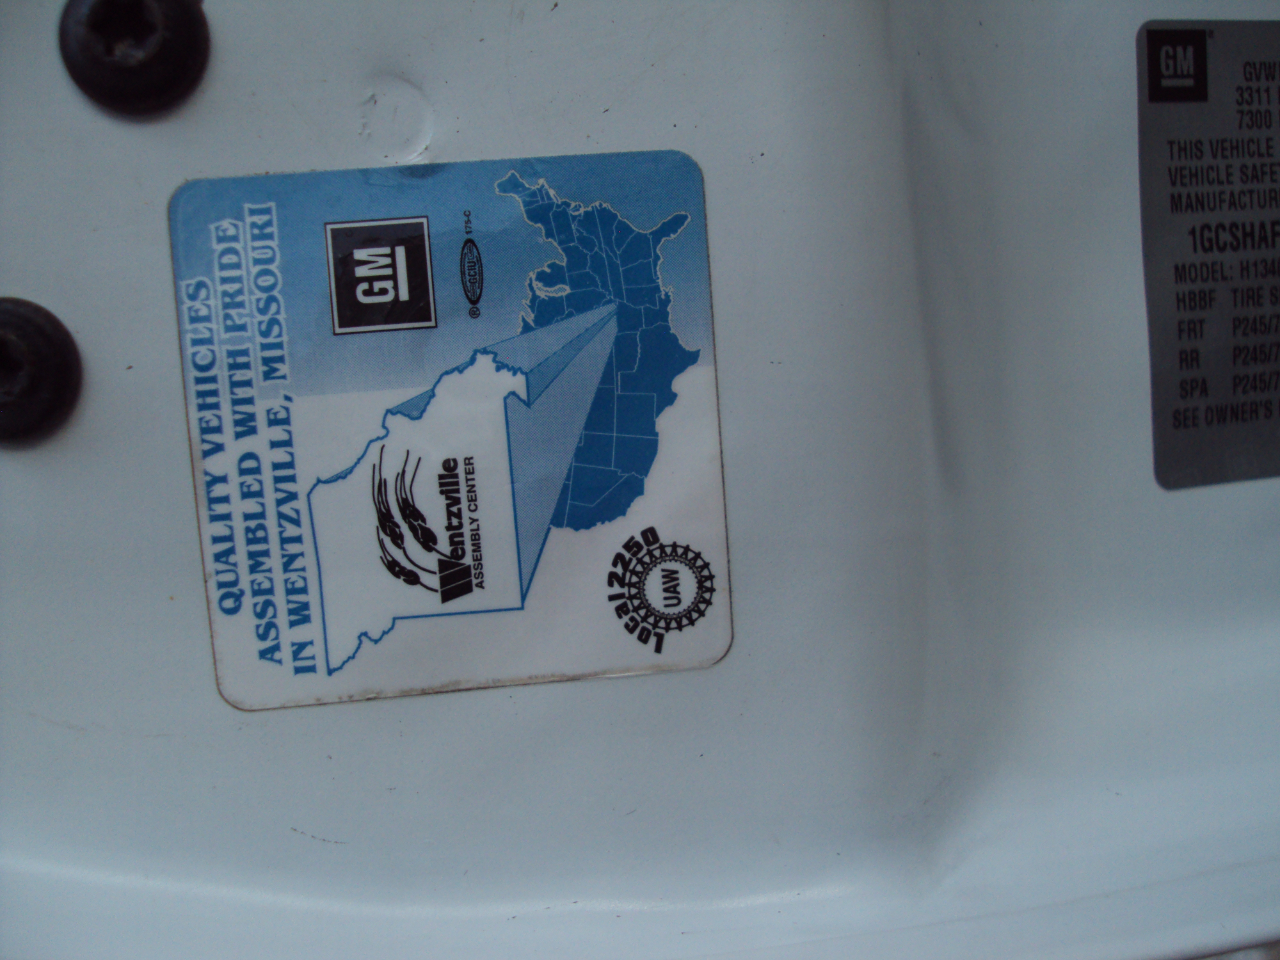 QUALITY VEHICLES
ASSEMBLED WITH PRIDE
IN WENTZVILLE, MISSOURI
GM
® GCIU 175-C
Wentzville
ASSEMBLY CENTER
Local 2250
UAW
GM
GVW
3311
7300
THIS VEHICLE
VEHICLE SAFE
MANUFACTUR
1GCSHAF
MODEL: H134
HBBF TIRE S
FRT P245/7
RR P245/7
SPA P245/7
SEE OWNER'S